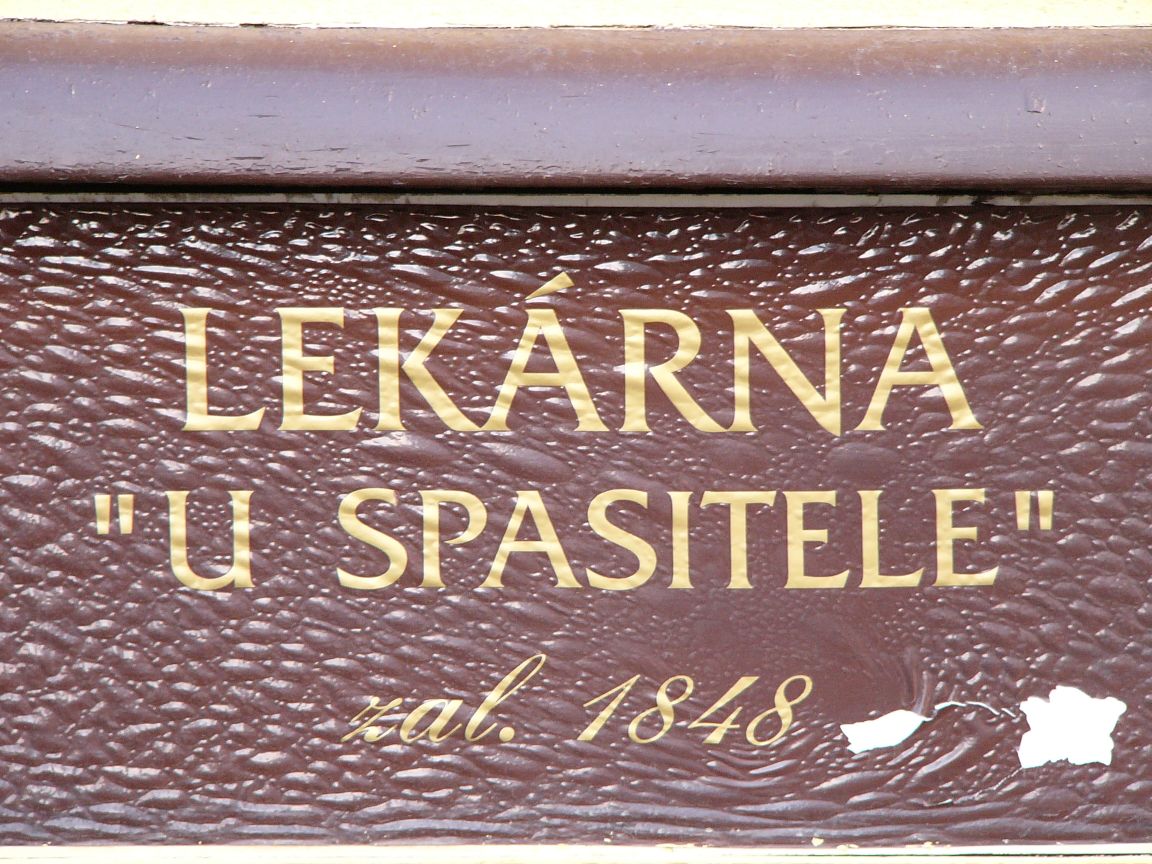 LEKÁRNA
"U SPASITELE"
zal. 1848